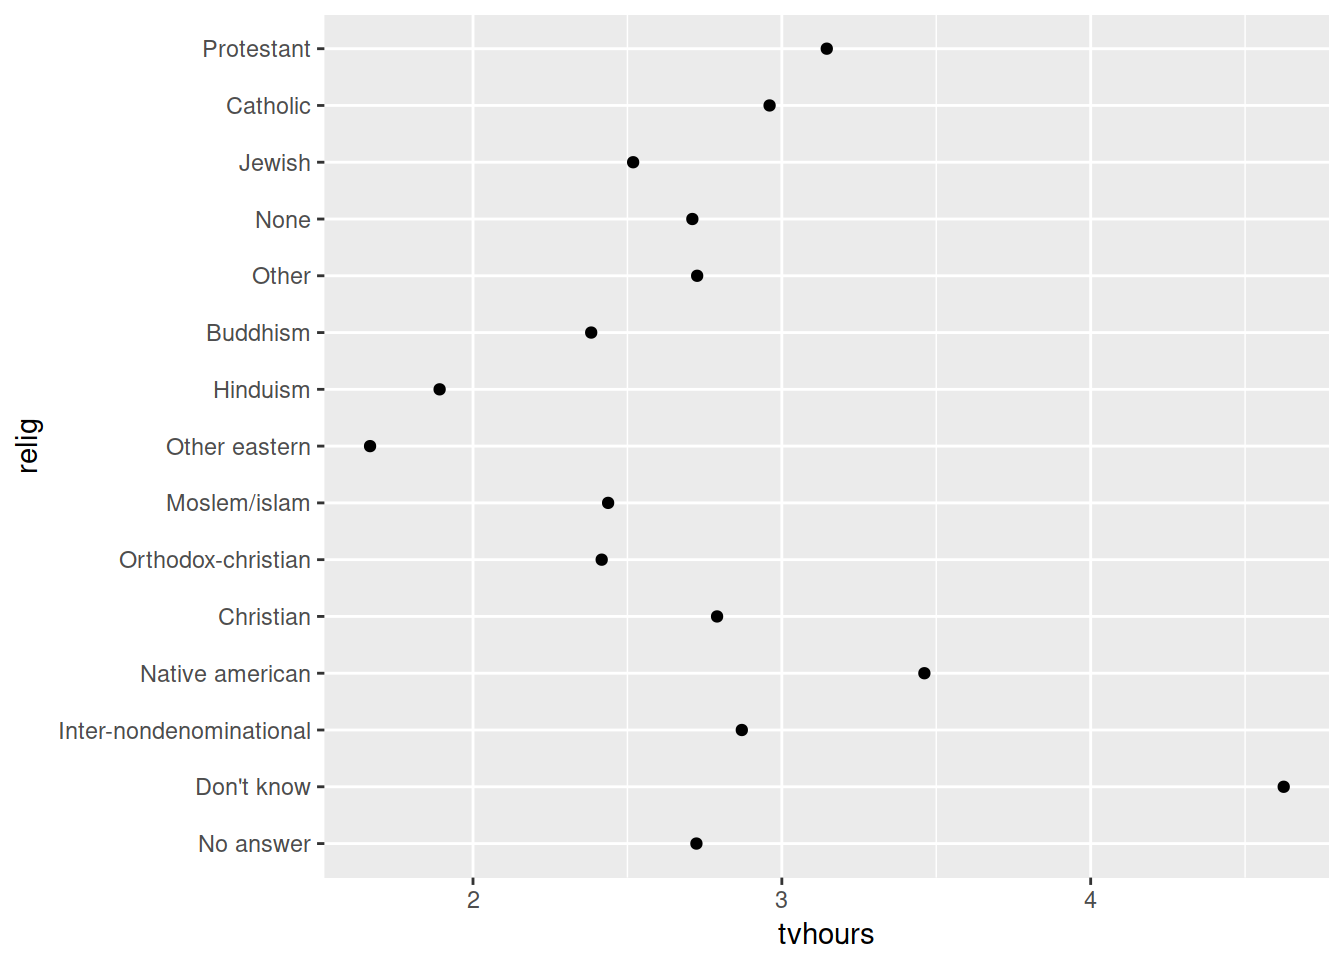 Protestant
Catholic
Jewish
None
Other
Buddhism
Hinduism
Other eastern
Moslem/islam
Orthodox-christian
Christian
Native american
Inter-nondenominational
Don't know
No answer
relig
2 3 4
tvhours